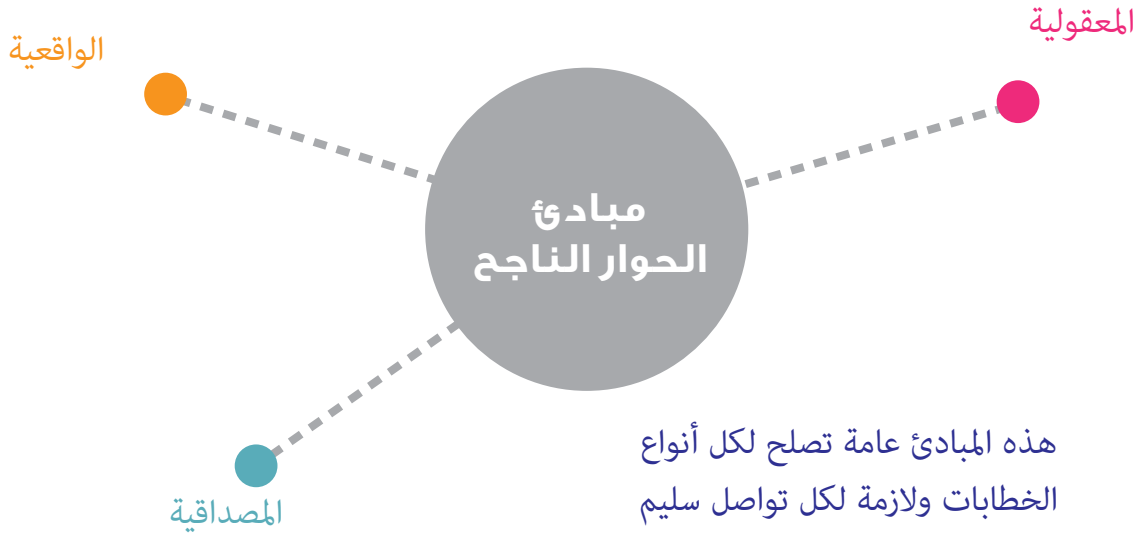 المعقولية
الواقعية
مبادئ
الحوار الناجح
المصداقية
هذه المبادئ عامة تصلح لكل أنواع
الخطابات ولازمة لكل تواصل سليم